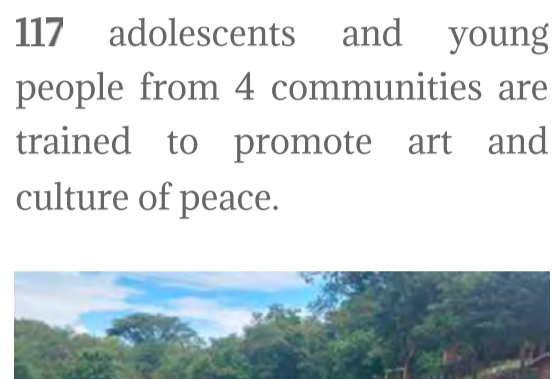 117 adolescents and young
people from 4 communities are
trained to promote art and
culture of peace.